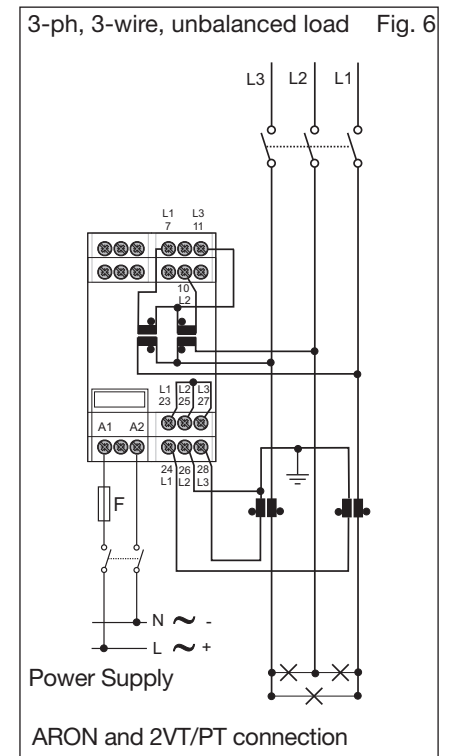 3-ph, 3-wire, unbalanced load Fig. 6
L3 L2 L1
L1 L3
7 11
10
L2
L1 L2 L3
23 25 27
A1 A2
24 26 28
L1 L2 L3
F
N ~ -
L ~ +
Power Supply
ARON and 2VT/PT connection